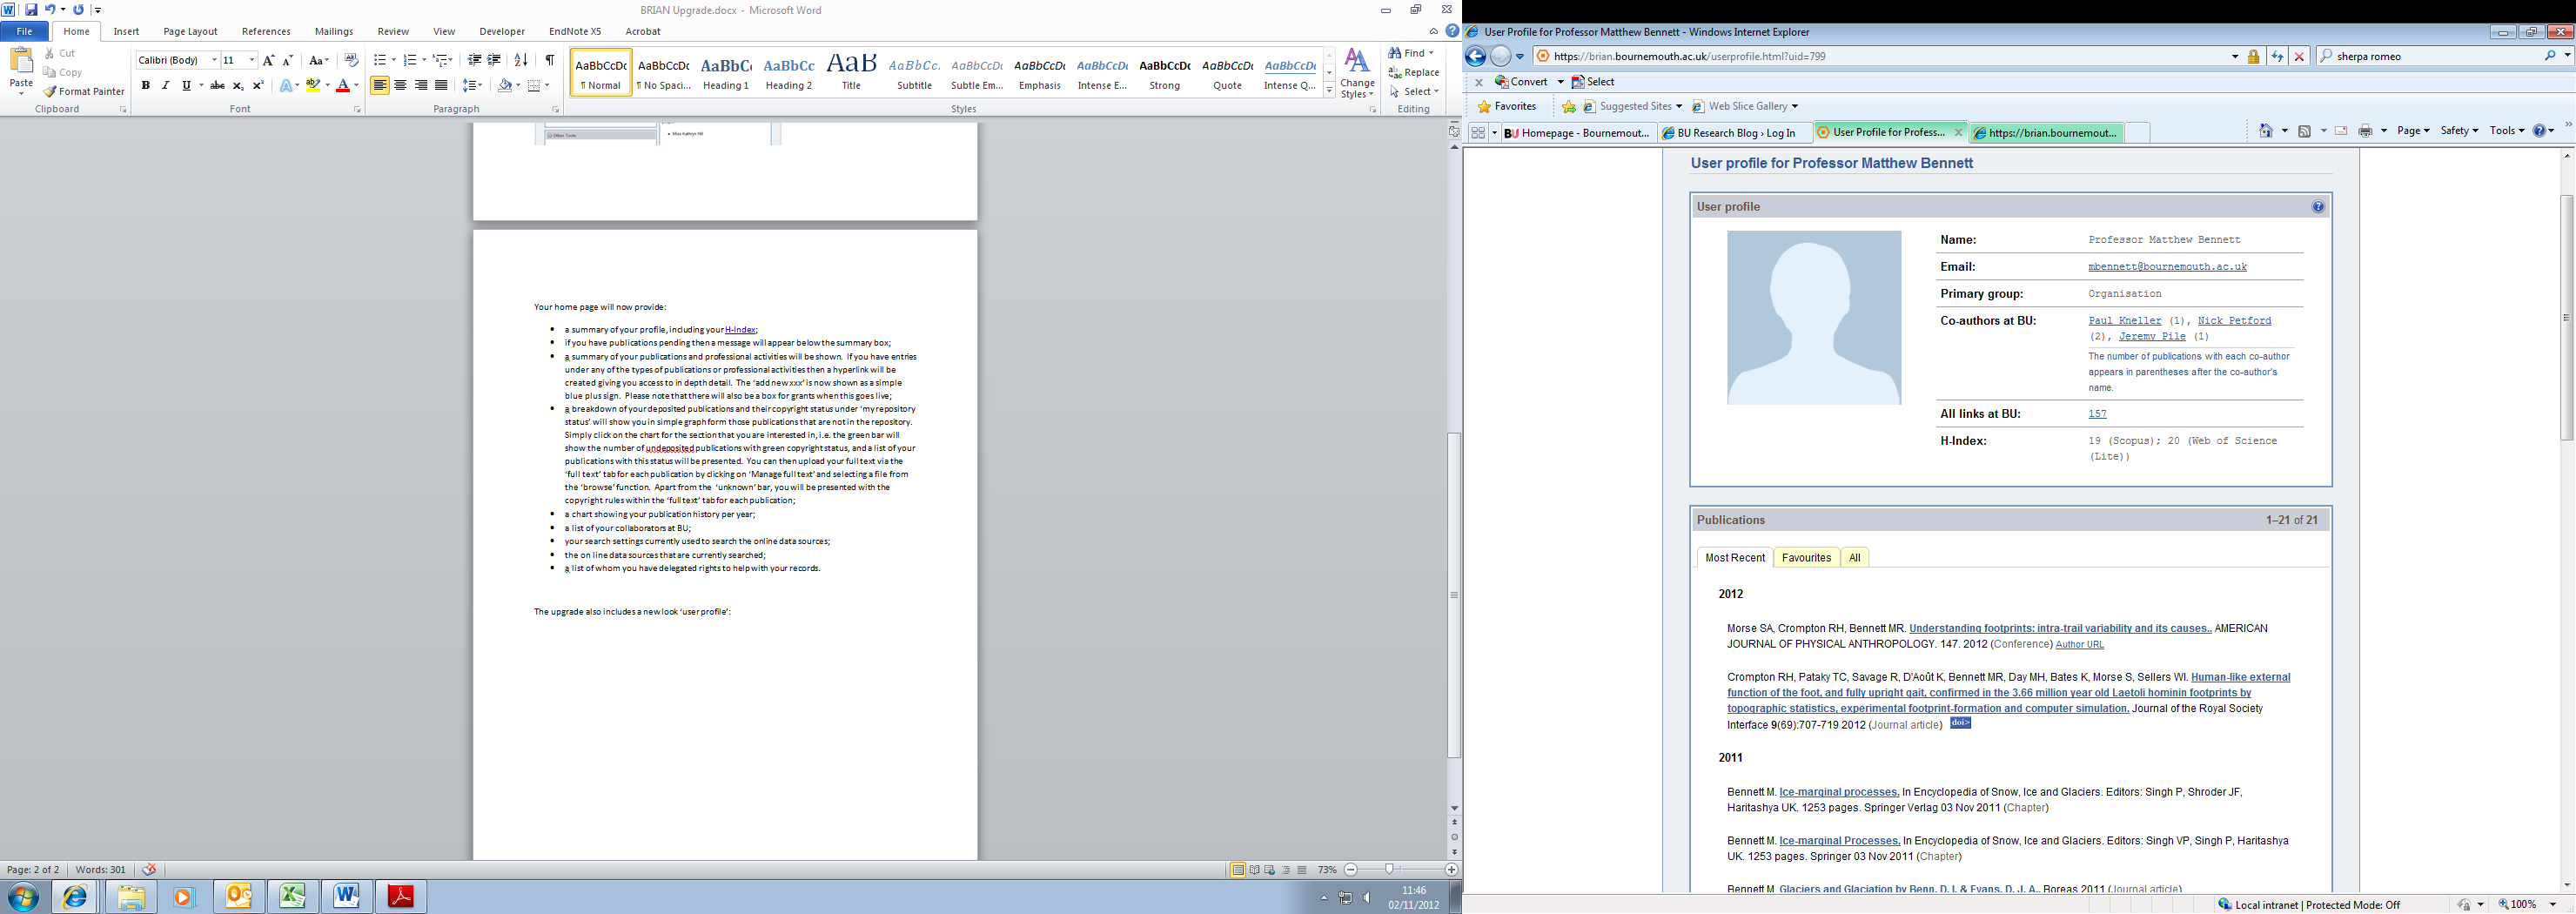 BRIAN Upgrade.docx - Microsoft Word
File Home Insert Page Layout References Mailings Review View Developer EndNote X5 Acrobat
Paste
Cut
Copy
Format Painter
Clipboard
Calibri (Body) 11
Font
Paragraph
AaBbCcDc AaBbCcDc AaBbC AaBbCc AaB AaBbCc. AaBbCcDc AaBbCcDc AaBbCcDc AaBbCcDc AaBbCcDc AaBbCcDc
¶ Normal ¶ No Spaci... Heading 1 Heading 2 Title Subtitle Subtle Em... Emphasis Intense E... Strong Quote Intense Q...
Styles
Change Styles
Find
Replace
Select
Editing
Other Tools
• Miss Kathryn Hill
Your home page will now provide:
• a summary of your profile, including your H-Index;
• if you have publications pending then a message will appear below the summary box;
• a summary of your publications and professional activities will be shown. If you have entries
under any of the types of publications or professional activities then a hyperlink will be
created giving you access to in depth detail. The ‘add new xxx’ is now shown as a simple
blue plus sign. Please note that there will also be a box for grants when this goes live;
• a breakdown of your deposited publications and their copyright status under ‘my repository
status’ will show you in simple graph form those publications that are not in the repository.
Simply click on the chart for the section that you are interested in, i.e. the green bar will
show the number of undeposited publications with green copyright status, and a list of your
publications with this status will be presented. You can then upload your full text via the
‘full text’ tab for each publication by clicking on ‘Manage full text’ and selecting a file from
the ‘browse’ function. Apart from the ‘unknown’ bar, you will be presented with the
copyright rules within the ‘full text’ tab for each publication;
• a chart showing your publication history per year;
• a list of your collaborators at BU;
• your search settings currently used to search the online data sources;
• the on line data sources that are currently searched;
• a list of whom you have delegated rights to help with your records.
The upgrade also includes a new look ‘user profile’:
Page: 2 of 2 Words: 301
73%
11:46
02/11/2012
User Profile for Professor Matthew Bennett - Windows Internet Explorer
https://brian.bournemouth.ac.uk/userprofile.html?uid=799
sherpa romeo
x Convert Select
Favorites Suggested Sites Web Slice Gallery
BU Homepage - Bournemout... BU Research Blog › Log In User Profile for Profess... x https://brian.bournemout...
Page Safety Tools
User profile for Professor Matthew Bennett
User profile
Name: Professor Matthew Bennett
Email: mbennett@bournemouth.ac.uk
Primary group: Organisation
Co-authors at BU: Paul Kneller (1), Nick Petford
(2), Jeremy Pile (1)
The number of publications with each co-author
appears in parentheses after the co-author's
name.
All links at BU: 157
H-Index: 19 (Scopus); 20 (Web of Science
(Lite))
Publications 1–21 of 21
Most Recent Favourites All
2012
Morse SA, Crompton RH, Bennett MR. Understanding footprints: intra-trail variability and its causes.. AMERICAN
JOURNAL OF PHYSICAL ANTHROPOLOGY. 147. 2012 (Conference) Author URL
Crompton RH, Pataky TC, Savage R, D'Août K, Bennett MR, Day MH, Bates K, Morse S, Sellers WI. Human-like external
function of the foot, and fully upright gait, confirmed in the 3.66 million year old Laetoli hominin footprints by
topographic statistics, experimental footprint-formation and computer simulation. Journal of the Royal Society
Interface 9(69):707-719 2012 (Journal article) doi>
2011
Bennett M. Ice-marginal processes. In Encyclopedia of Snow, Ice and Glaciers. Editors: Singh P, Shroder JF,
Haritashya UK. 1253 pages. Springer Verlag 03 Nov 2011 (Chapter)
Bennett M. Ice-marginal Processes. In Encyclopedia of Snow, Ice and Glaciers. Editors: Singh VP, Singh P, Haritashya
UK. 1253 pages. Springer 03 Nov 2011 (Chapter)
Bennett M. Glaciers and Glaciation by Benn, D. I. & Evans, D. J. A.. Boreas 2011 (Journal article)
Local intranet | Protected Mode: Off
100%